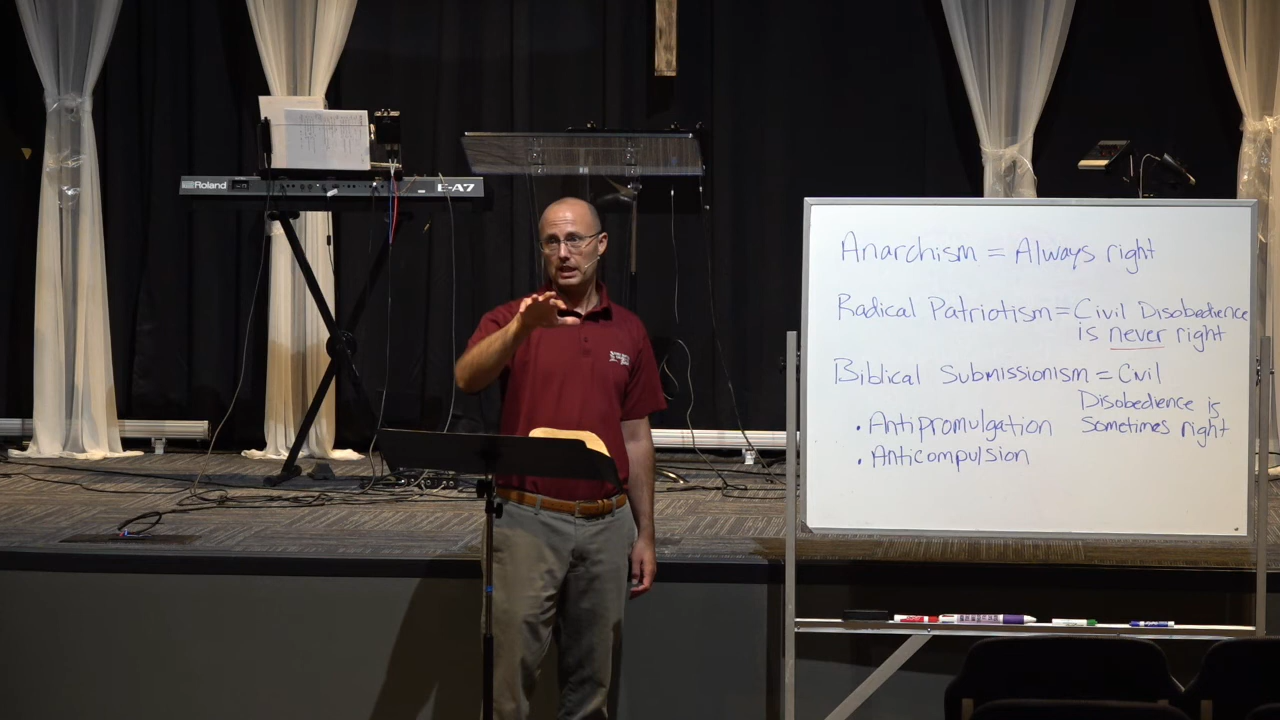 Roland
E-A7
Anarchism = Always right
Radical Patriotism = Civil Disobedience
is never right
Biblical Submissionism = Civil
Disobedience is
• Antipromulgation Sometimes right
• Anticompulsion